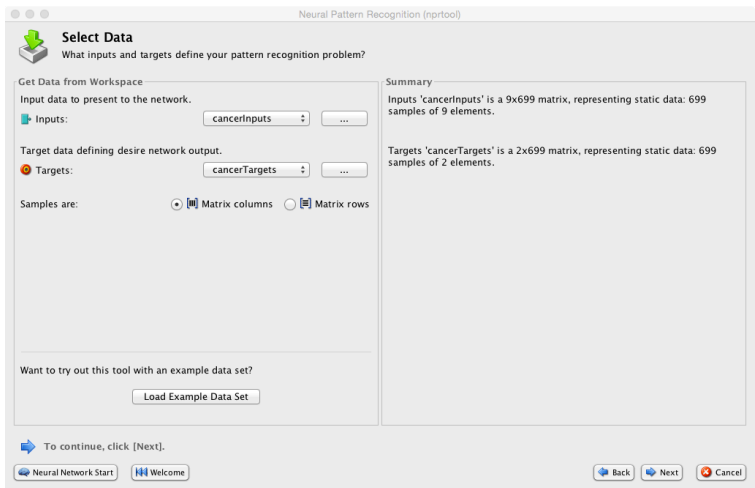 Neural Pattern Recognition (nprtool)
Select Data
What inputs and targets define your pattern recognition problem?
Get Data from Workspace
Input data to present to the network.
Inputs: cancerInputs ...
Target data defining desire network output.
Targets: cancerTargets ...
Samples are: Matrix columns Matrix rows
Want to try out this tool with an example data set?
Load Example Data Set
Summary
Inputs 'cancerInputs' is a 9x699 matrix, representing static data: 699
samples of 9 elements.
Targets 'cancerTargets' is a 2x699 matrix, representing static data: 699
samples of 2 elements.
To continue, click [Next].
Neural Network Start Welcome Back Next Cancel